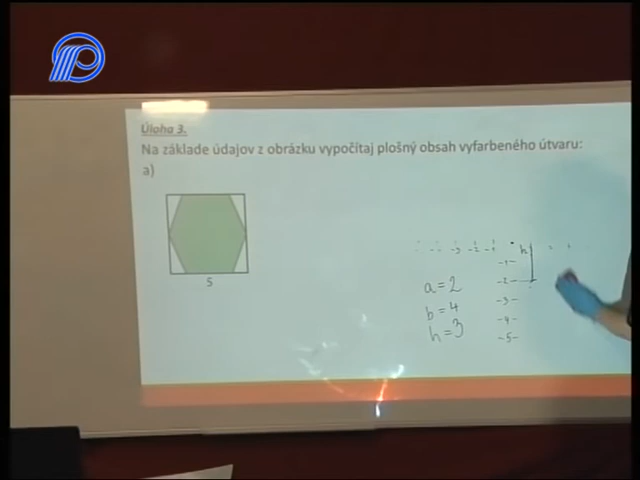 Úloha 3.
Na základe údajov z obrázku vypočítaj plošný obsah vyfarbeného útvaru:
a)
5
h
-1-
a=2
-2-
b=4
-3-
h=3
-4-
-5-